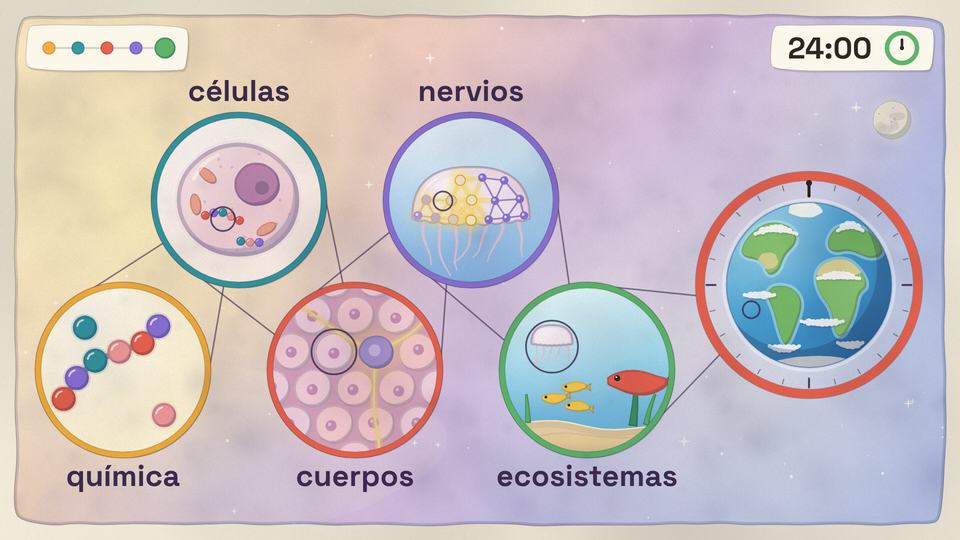 24:00
células
nervios
química
cuerpos
ecosistemas